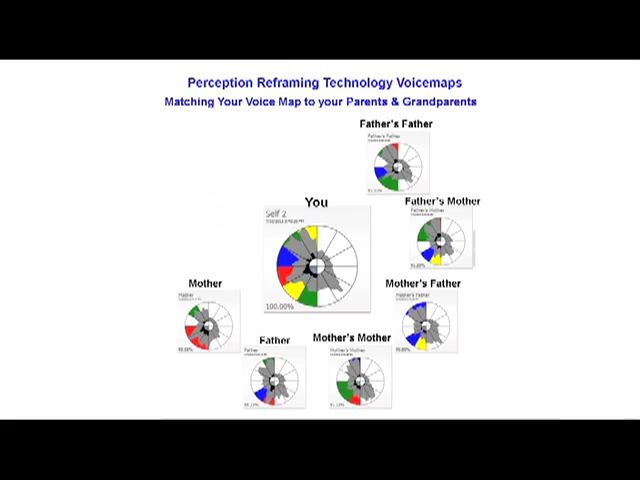 Perception Reframing Technology Voicemaps
Matching Your Voice Map to your Parents & Grandparents
Father's Father
Father's Father
You
Self 2
100.00%
Father's Mother
Father's Mother
Mother
Mother
Mother's Father
Mother's Father
Father
Father
Mother's Mother
Mother's Mother